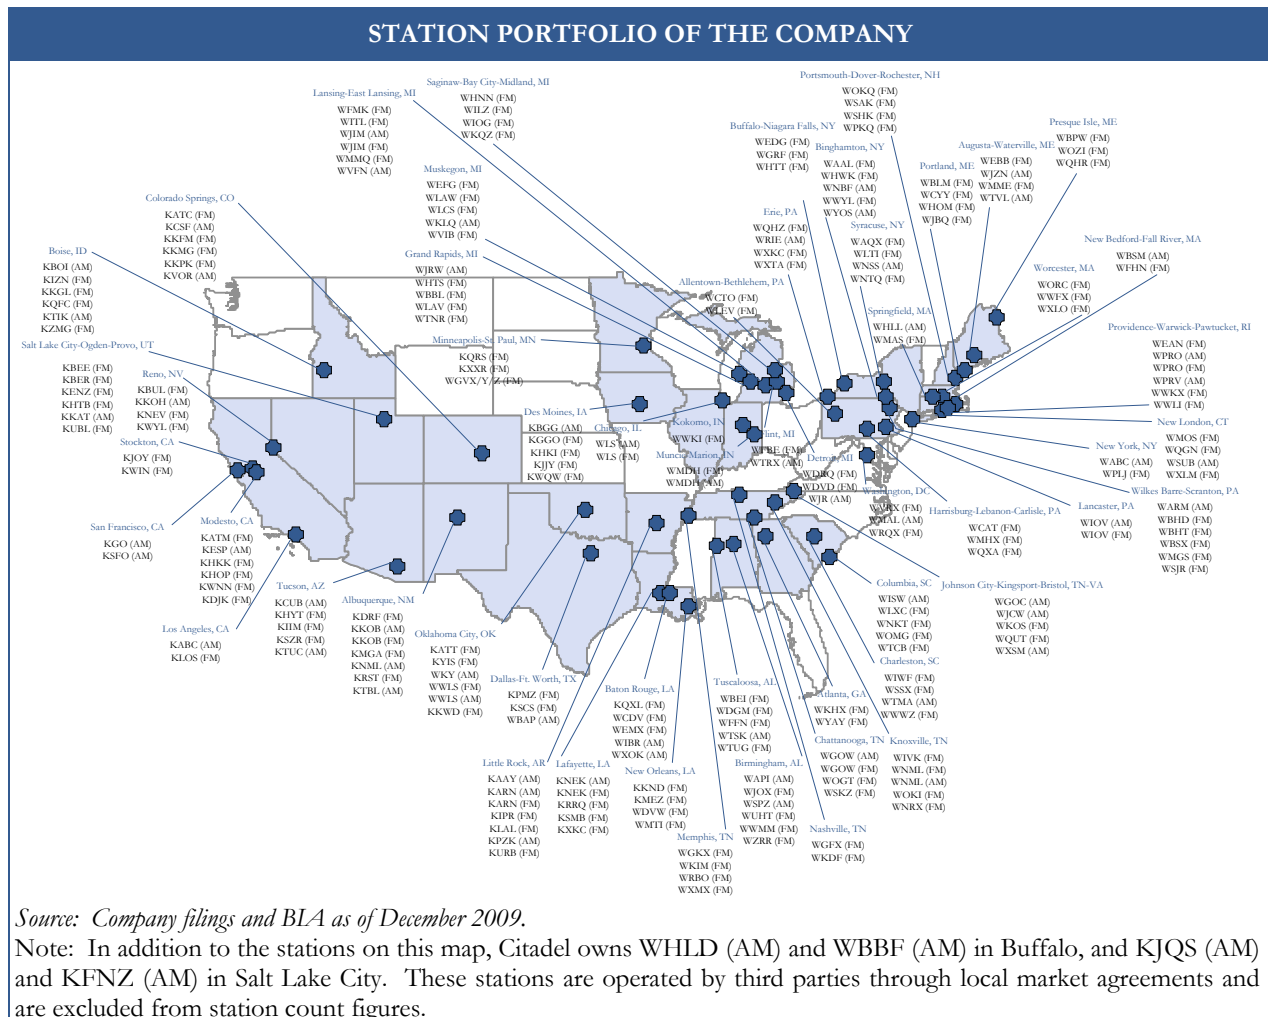 STATION PORTFOLIO OF THE COMPANY
Lansing-East Lansing, MI
WFMK (FM)
WITL (FM)
WJIM (AM)
WJIM (FM)
WMMQ (FM)
WVFN (AM)
Saginaw-Bay City-Midland, MI
WHNN (FM)
WILZ (FM)
WIOG (FM)
WKQZ (FM)
Muskegon, MI
WEFG (FM)
WLAW (FM)
WLCS (FM)
WKLQ (AM)
WVIB (FM)
Grand Rapids, MI
WJRW (AM)
WHTS (FM)
WBBL (FM)
WLAV (FM)
WTNR (FM)
Portsmouth-Dover-Rochester, NH
WOKQ (FM)
WSAK (FM)
WSHK (FM)
WPKQ (FM)
Buffalo-Niagara Falls, NY
WEDG (FM)
WGRF (FM)
WHTT (FM)
Binghamton, NY
WAAL (FM)
WHWK (FM)
WNBF (AM)
WWYL (FM)
WYOS (AM)
Presque Isle, ME
WBPW (FM)
WOZI (FM)
WQHR (FM)
Augusta-Waterville, ME
WEBB (FM)
WJZN (AM)
WMME (FM)
WTVL (AM)
Portland, ME
WBLM (FM)
WCYY (FM)
WHOM (FM)
WJBQ (FM)
Erie, PA
WQHZ (FM)
WRIE (AM)
WXKC (FM)
WXTA (FM)
Syracuse, NY
WAQX (FM)
WLTI (FM)
WNSS (AM)
WNTQ (FM)
Allentown-Bethlehem, PA
WCTO (FM)
WLEV (FM)
Springfield, MA
WHLL (AM)
WMAS (FM)
New Bedford-Fall River, MA
WBSM (AM)
WFHN (FM)
Worcester, MA
WORC (FM)
WWFX (FM)
WXLO (FM)
Providence-Warwick-Pawtucket, RI
WEAN (FM)
WPRO (AM)
WPRO (FM)
WPRV (AM)
WWKX (FM)
WWLI (FM)
New London, CT
WMOS (FM)
WQGN (FM)
WSUB (AM)
WXLM (FM)
New York, NY
WABC (AM)
WPLJ (FM)
Wilkes Barre-Scranton, PA
WARM (AM)
WBHD (FM)
WBHT (FM)
WBSX (FM)
WMGS (FM)
WSJR (FM)
Lancaster, PA
WIOV (AM)
WIOV (FM)
Harrisburg-Lebanon-Carlisle, PA
WCAT (FM)
WMHX (FM)
WQXA (FM)
Colorado Springs, CO
KATC (FM)
KCSF (AM)
KKFM (FM)
KKMG (FM)
KKPK (FM)
KVOR (AM)
Boise, ID
KBOI (AM)
KIZN (FM)
KKGL (FM)
KQFC (FM)
KTIK (AM)
KZMG (FM)
Salt Lake City-Ogden-Provo, UT
KBEE (FM)
KBER (FM)
KENZ (FM)
KHTB (FM)
KKAT (AM)
KUBL (FM)
Reno, NV
KBUL (FM)
KKOH (AM)
KNEV (FM)
KWYL (FM)
Stockton, CA
KJOY (FM)
KWIN (FM)
San Francisco, CA
KGO (AM)
KSFO (AM)
Modesto, CA
KATM (FM)
KESP (AM)
KHKK (FM)
KHOP (FM)
KWNN (FM)
KDJK (FM)
Los Angeles, CA
KABC (AM)
KLOS (FM)
Tucson, AZ
KCUB (AM)
KHYT (FM)
KIIM (FM)
KSZR (FM)
KTUC (AM)
Albuquerque, NM
KDRF (FM)
KKOB (AM)
KKOB (FM)
KMGA (FM)
KNML (AM)
KRST (FM)
KTBL (AM)
Minneapolis-St. Paul, MN
KQRS (FM)
KXXR (FM)
WGVX/Y/Z (FM)
Des Moines, IA
KBGG (AM)
KGGO (FM)
KHKI (FM)
KJJY (FM)
KWQW (FM)
Chicago, IL
WLS (AM)
WLS (FM)
Kokomo, IN
WWKI (FM)
Muncie-Marion, IN
WMDH (FM)
WMDH (AM)
Flint, MI
WFBE (FM)
WTRX (AM)
Detroit, MI
WDRQ (FM)
WDVD (FM)
WJR (AM)
Washington, DC
WVRX (FM)
WMAL (AM)
WRQX (FM)
Oklahoma City, OK
KATT (FM)
KYIS (FM)
WKY (AM)
WWLS (FM)
WWLS (AM)
KKWD (FM)
Dallas-Ft. Worth, TX
KPMZ (FM)
KSCS (FM)
WBAP (AM)
Little Rock, AR
KAAY (AM)
KARN (AM)
KARN (FM)
KIPR (FM)
KLAL (FM)
KPZK (AM)
KURB (FM)
Lafayette, LA
KNEK (AM)
KNEK (FM)
KRRQ (FM)
KSMB (FM)
KXKC (FM)
Baton Rouge, LA
KQXL (FM)
WCDV (FM)
WEMX (FM)
WIBR (AM)
WXOK (AM)
New Orleans, LA
KKND (FM)
KMEZ (FM)
WDVW (FM)
WMTI (FM)
Memphis, TN
WGKX (FM)
WKIM (FM)
WRBO (FM)
WXMX (FM)
Tuscaloosa, AL
WBEI (FM)
WDGM (FM)
WFFN (FM)
WTSK (AM)
WTUG (FM)
Birmingham, AL
WAPI (AM)
WJOX (FM)
WSPZ (AM)
WUHT (FM)
WWMM (FM)
WZRR (FM)
Atlanta, GA
WKHX (FM)
WYAY (FM)
Chattanooga, TN
WGOW (AM)
WGOW (FM)
WOGT (FM)
WSKZ (FM)
Nashville, TN
WGFX (FM)
WKDF (FM)
Knoxville, TN
WIVK (FM)
WNML (FM)
WNML (AM)
WOKI (FM)
WNRX (FM)
Columbia, SC
WISW (AM)
WLXC (FM)
WNKT (FM)
WOMG (FM)
WTCB (FM)
Charleston, SC
WIWF (FM)
WSSX (FM)
WTMA (AM)
WWWZ (FM)
Johnson City-Kingsport-Bristol, TN-VA
WGOC (AM)
WJCW (AM)
WKOS (FM)
WQUT (FM)
WXSM (AM)
Source: Company filings and BIA as of December 2009.
Note: In addition to the stations on this map, Citadel owns WHLD (AM) and WBBF (AM) in Buffalo, and KJQS (AM)
and KFNZ (AM) in Salt Lake City. These stations are operated by third parties through local market agreements and
are excluded from station count figures.